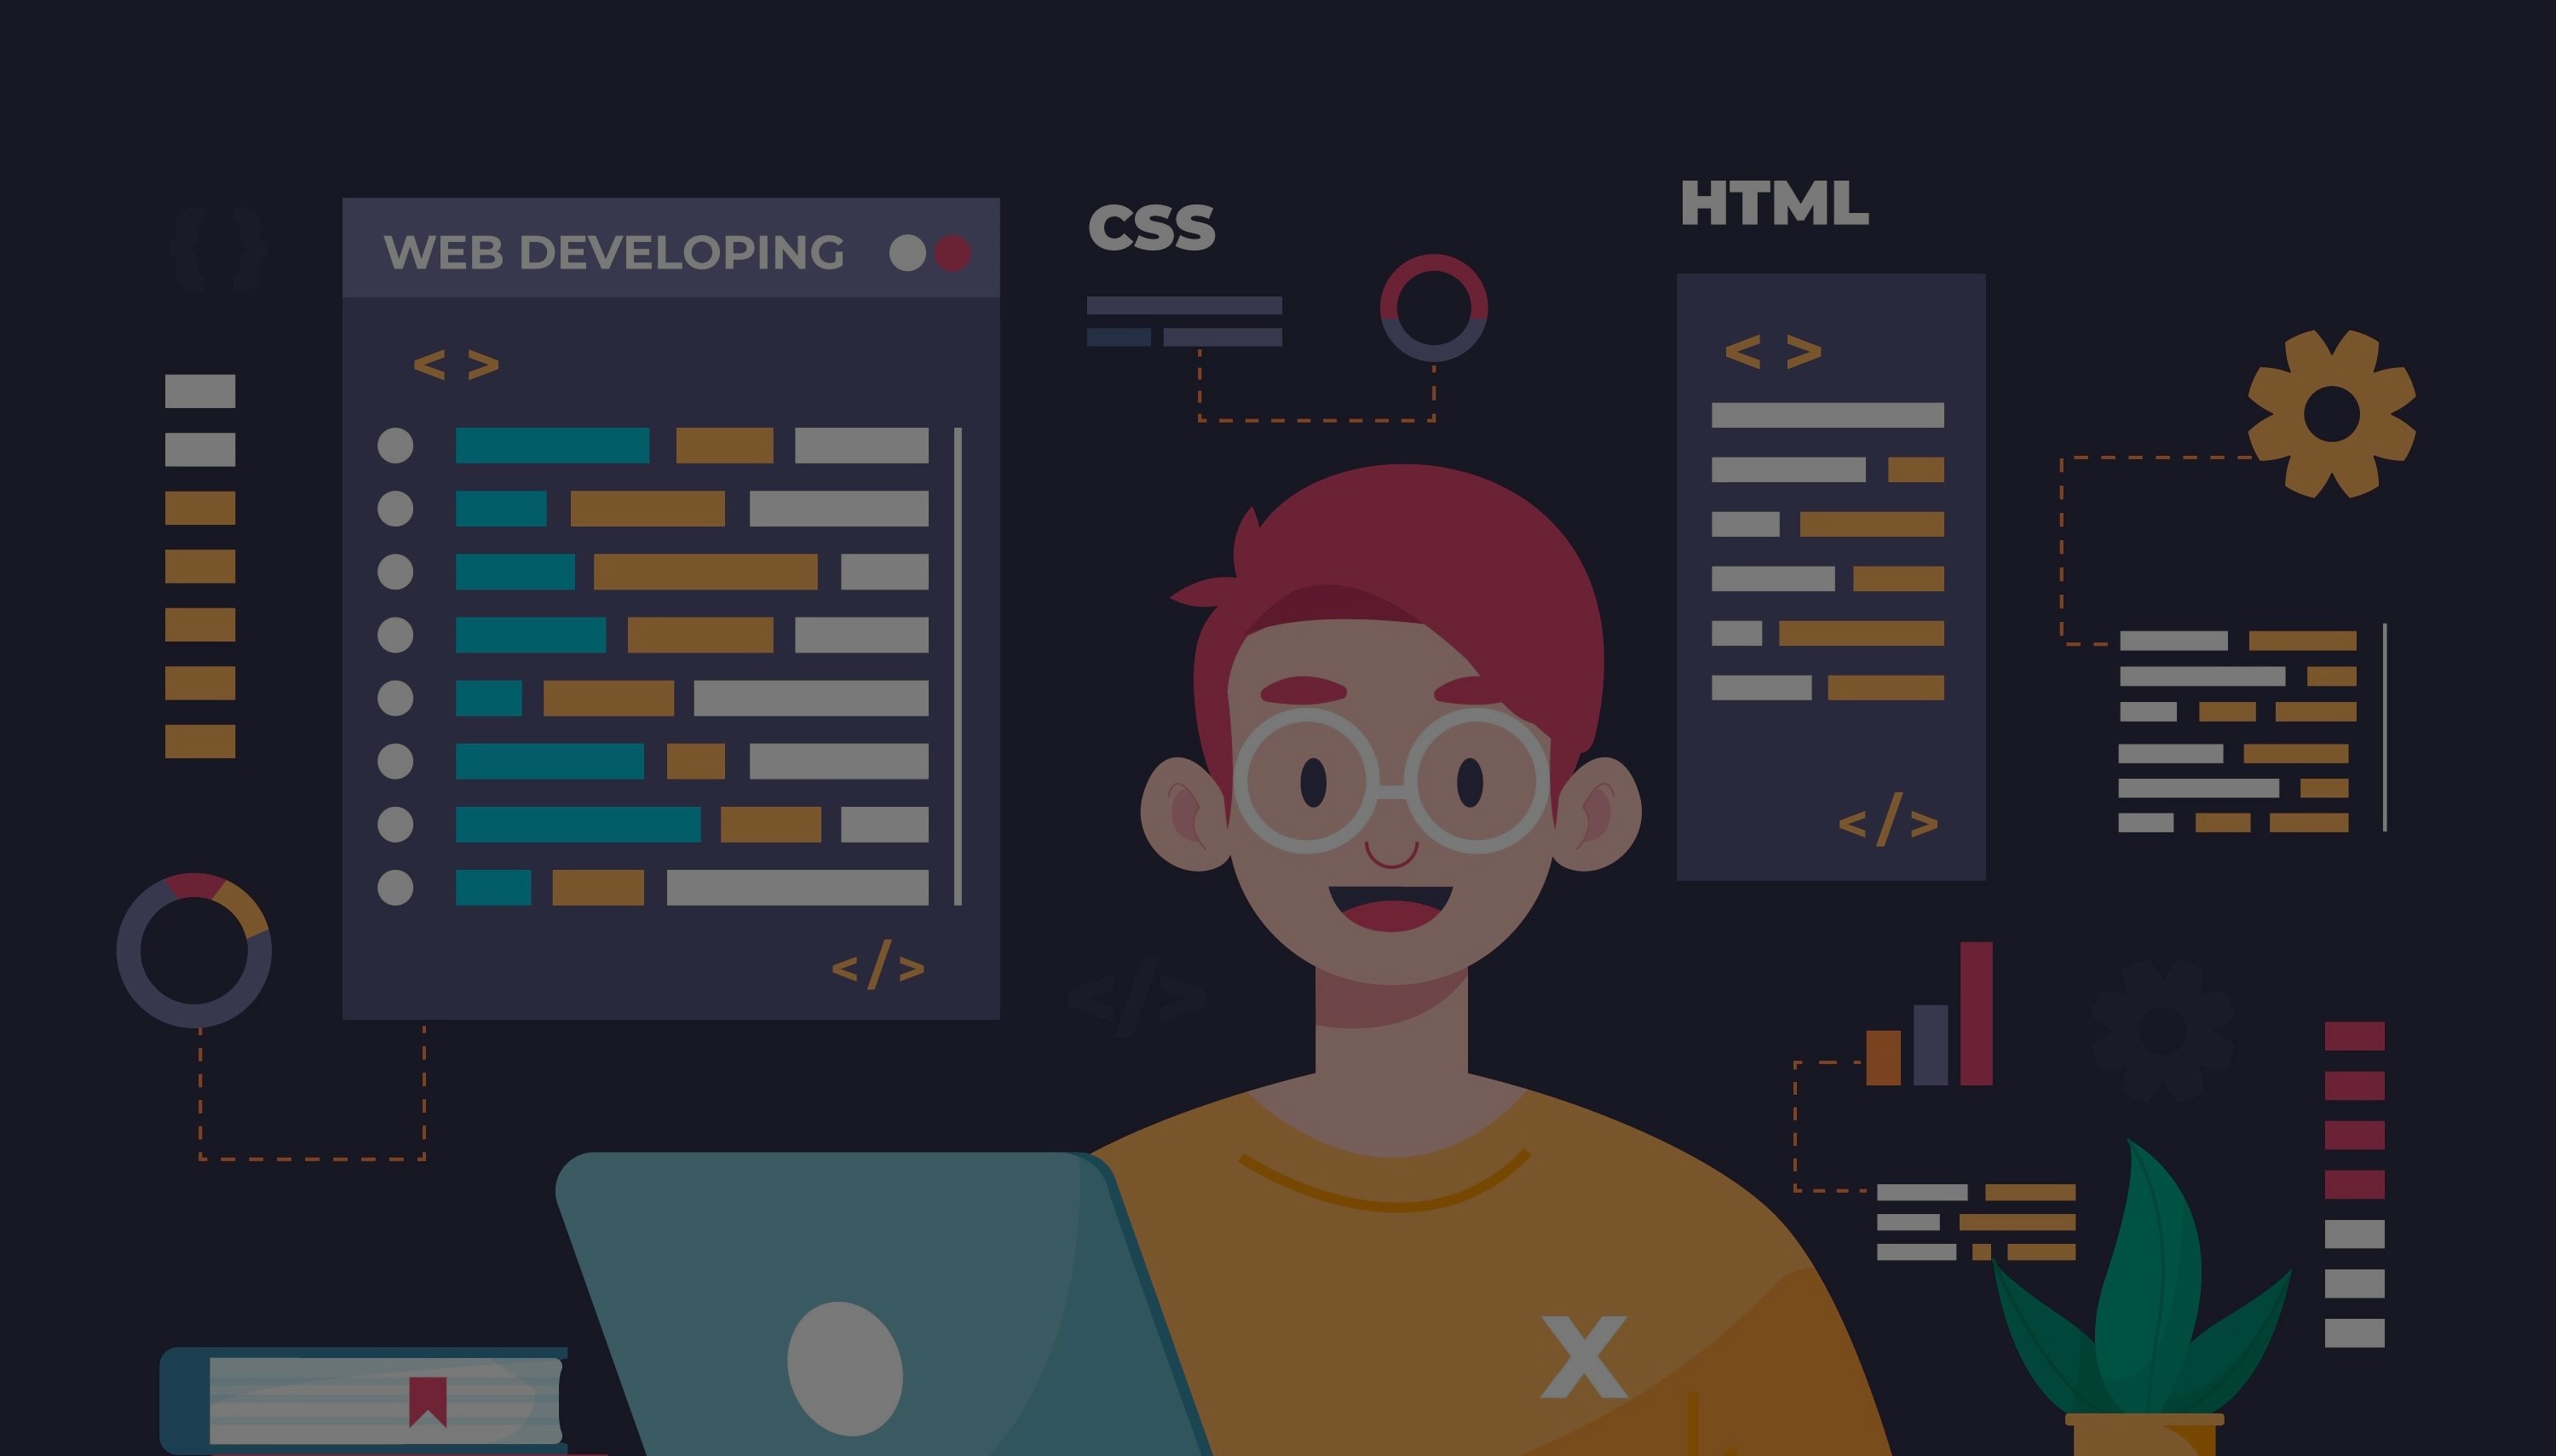 HTML
CSS
WEB DEVELOPING
{ }
< >
< >
</>
</>
</>
X